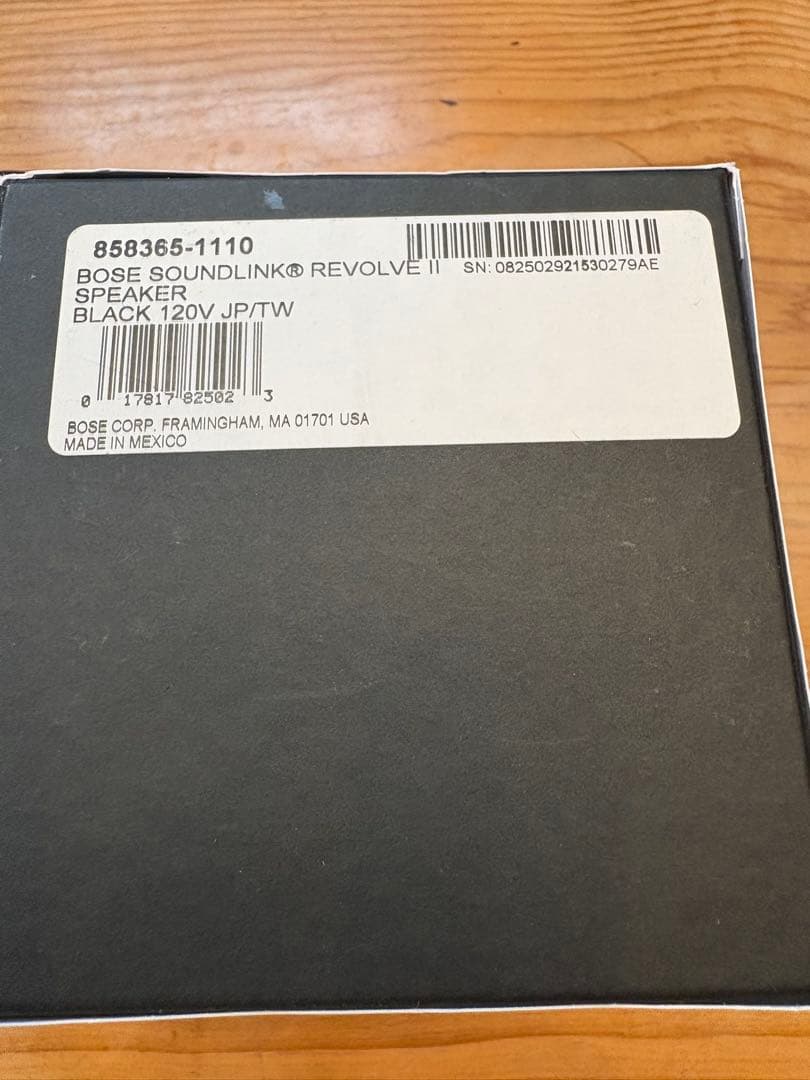 858365-1110
BOSE SOUNDLINK® REVOLVE II
SPEAKER
BLACK 120V JP/TW
SN: 082502921530279AE
0 17817 82502 3
BOSE CORP, FRAMINGHAM, MA 01701 USA
MADE IN MEXICO